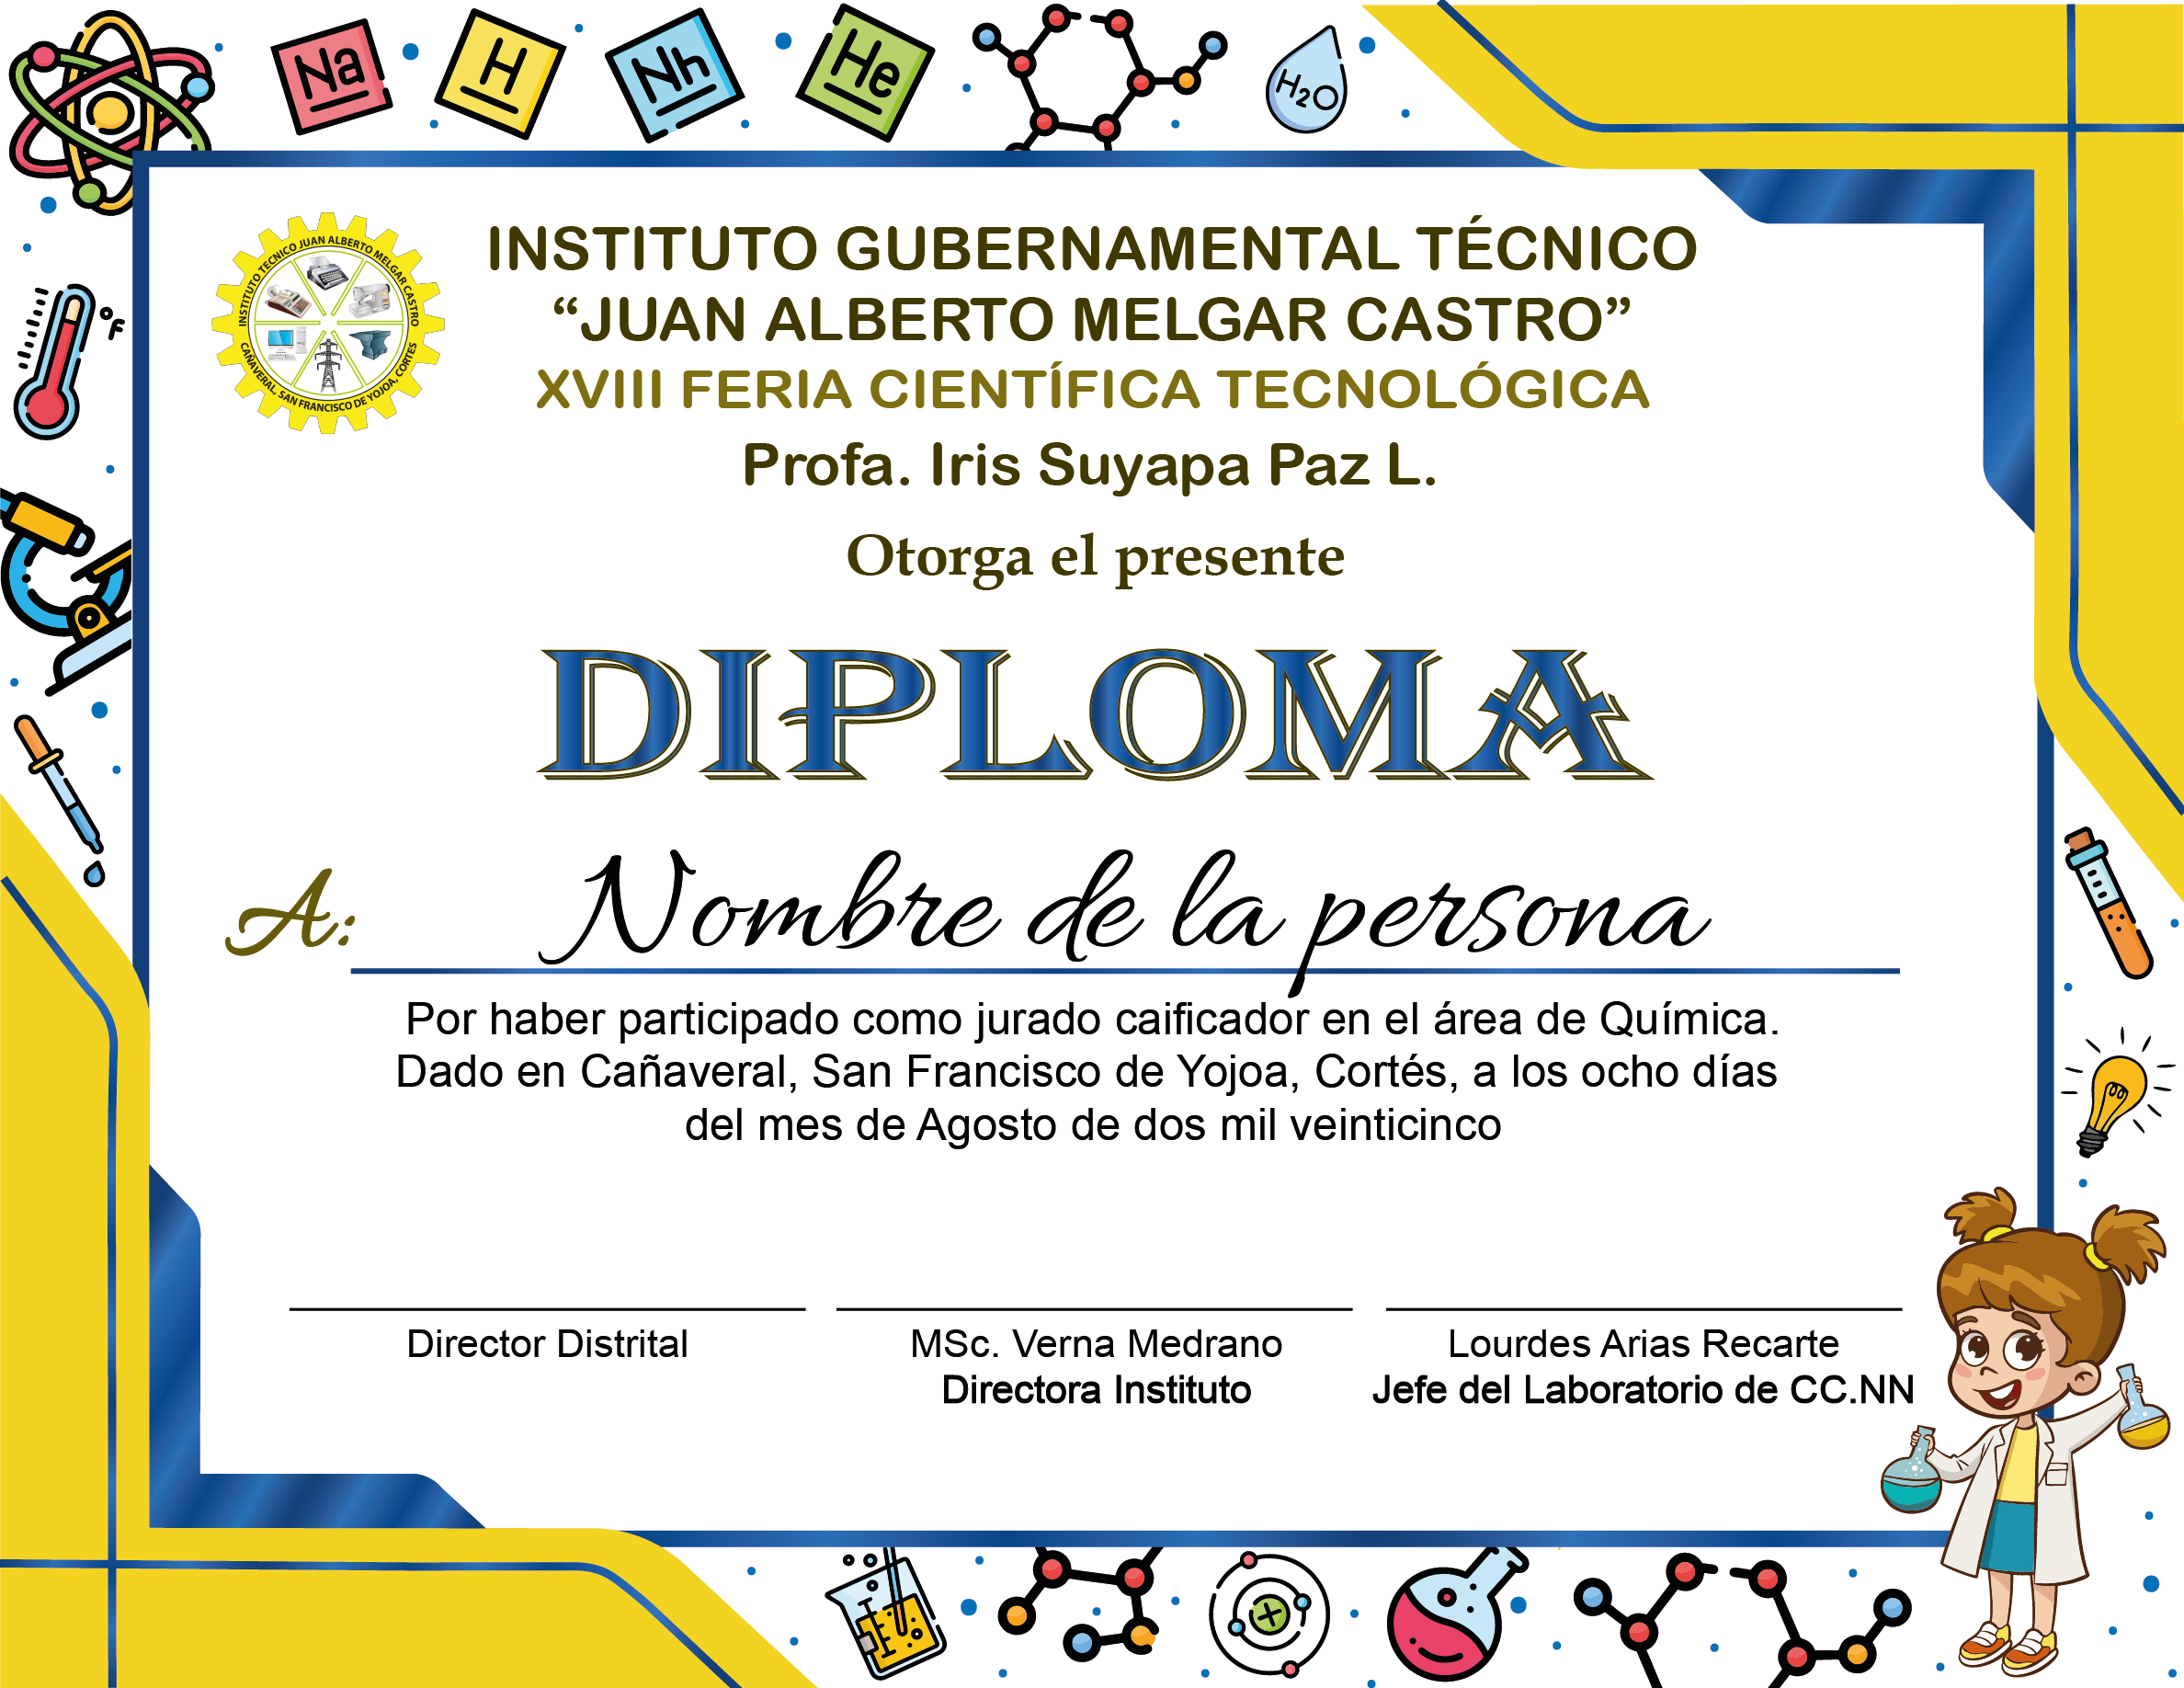 Na
H
Nh
He
H2O
°F
INSTITUTO TECNICO JUAN ALBERTO MELGAR CASTRO
CAÑAVERAL, SAN FRANCISCO DE YOJOA, CORTES
INSTITUTO GUBERNAMENTAL TÉCNICO
“JUAN ALBERTO MELGAR CASTRO”
XVIII FERIA CIENTÍFICA TECNOLÓGICA
Profa. Iris Suyapa Paz L.
Otorga el presente
DIPLOMA
A: Nombre de la persona
Por haber participado como jurado caificador en el área de Química.
Dado en Cañaveral, San Francisco de Yojoa, Cortés, a los ocho días
del mes de Agosto de dos mil veinticinco
Director Distrital
MSc. Verna Medrano
Directora Instituto
Lourdes Arias Recarte
Jefe del Laboratorio de CC.NN